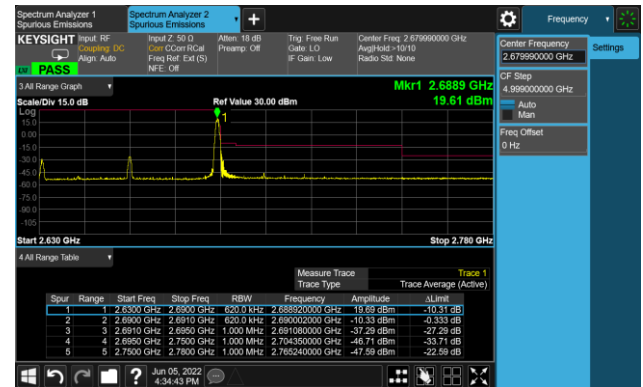 Spectrum Analyzer 1
Spurious Emissions
Spectrum Analyzer 2
Spurious Emissions
Frequency
KEYSIGHT
Input: RF
Coupling: DC
Align: Auto
Input Z: 50 Ω
Corr CCorr RCal
Freq Ref: Ext (S)
NFE: Off
Atten: 18 dB
Preamp: Off
Trig: Free Run
Gate: LO
IF Gain: Low
Center Freq: 2.679990000 GHz
Avg|Hold:>10/10
Radio Std: None
PASS
Center Frequency
2.679990000 GHz
Settings
CF Step
4.999000000 GHz
Auto
Man
Freq Offset
0 Hz
3 All Range Graph
Mkr1 2.6889 GHz
19.61 dBm
Scale/Div 15.0 dB
Ref Value 30.00 dBm
Log
1
15.0
0.00
-15.0
-30.0
-45.0
-60.0
-75.0
-90.0
-105
Start 2.630 GHz
Stop 2.780 GHz
4 All Range Table
Measure Trace Trace 1
Trace Type Trace Average (Active)
Spur Range Start Freq Stop Freq RBW Frequency Amplitude ΔLimit
1 1 2.6300 GHz 2.6900 GHz 620.0 kHz 2.688920000 GHz 19.69 dBm -10.31 dB
2 2 2.6900 GHz 2.6910 GHz 620.0 kHz 2.690002000 GHz -10.33 dBm -0.333 dB
3 3 2.6910 GHz 2.6950 GHz 1.000 MHz 2.691080000 GHz -37.29 dBm -27.29 dB
4 4 2.6950 GHz 2.7500 GHz 1.000 MHz 2.704350000 GHz -46.71 dBm -33.71 dB
5 5 2.7500 GHz 2.7800 GHz 1.000 MHz 2.765240000 GHz -47.59 dBm -22.59 dB
Jun 05, 2022
4:34:43 PM